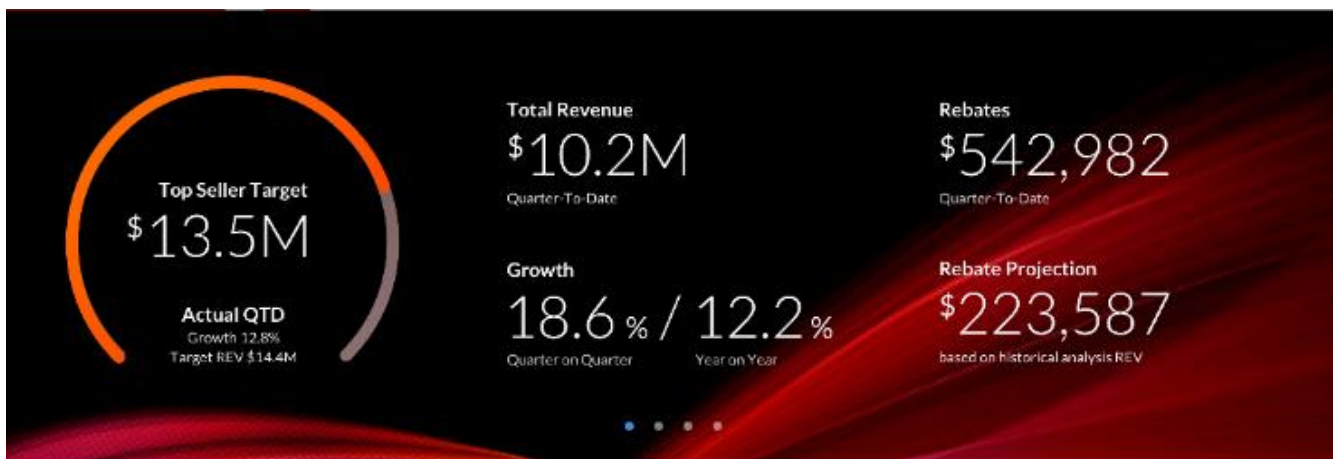 Top Seller Target
$13.5M
Actual QTD
Growth 12.8%
Target REV $14.4M
Total Revenue
$10.2M
Quarter-To-Date
Growth
18.6 % / 12.2 %
Quarter on Quarter Year on Year
Rebates
$542,982
Quarter-To-Date
Rebate Projection
$223,587
based on historical analysis REV